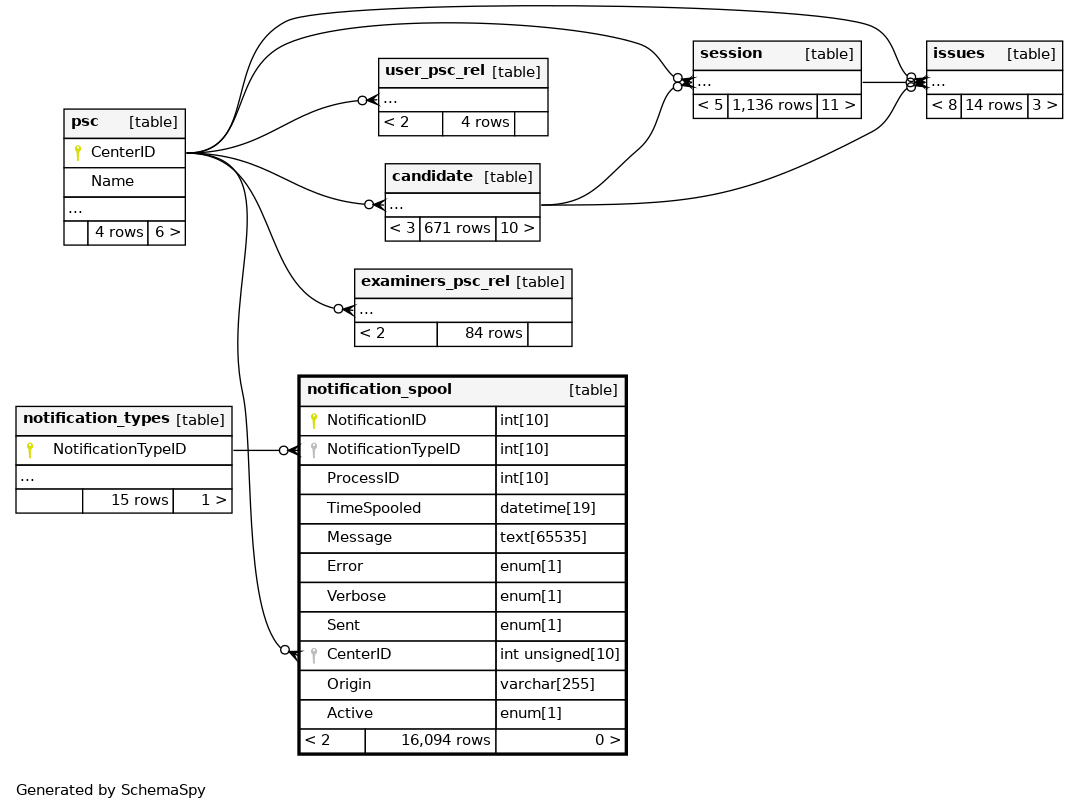 session [table]
...
< 5 1,136 rows 11 >
issues [table]
...
< 8 14 rows 3 >
user_psc_rel [table]
...
< 2 4 rows
psc [table]
CenterID
Name
...
4 rows 6 >
candidate [table]
...
< 3 671 rows 10 >
examiners_psc_rel [table]
...
< 2 84 rows
notification_types [table]
NotificationTypeID
...
15 rows 1 >
notification_spool [table]
NotificationID int[10]
NotificationTypeID int[10]
ProcessID int[10]
TimeSpooled datetime[19]
Message text[65535]
Error enum[1]
Verbose enum[1]
Sent enum[1]
CenterID int unsigned[10]
Origin varchar[255]
Active enum[1]
< 2 16,094 rows 0 >
Generated by SchemaSpy